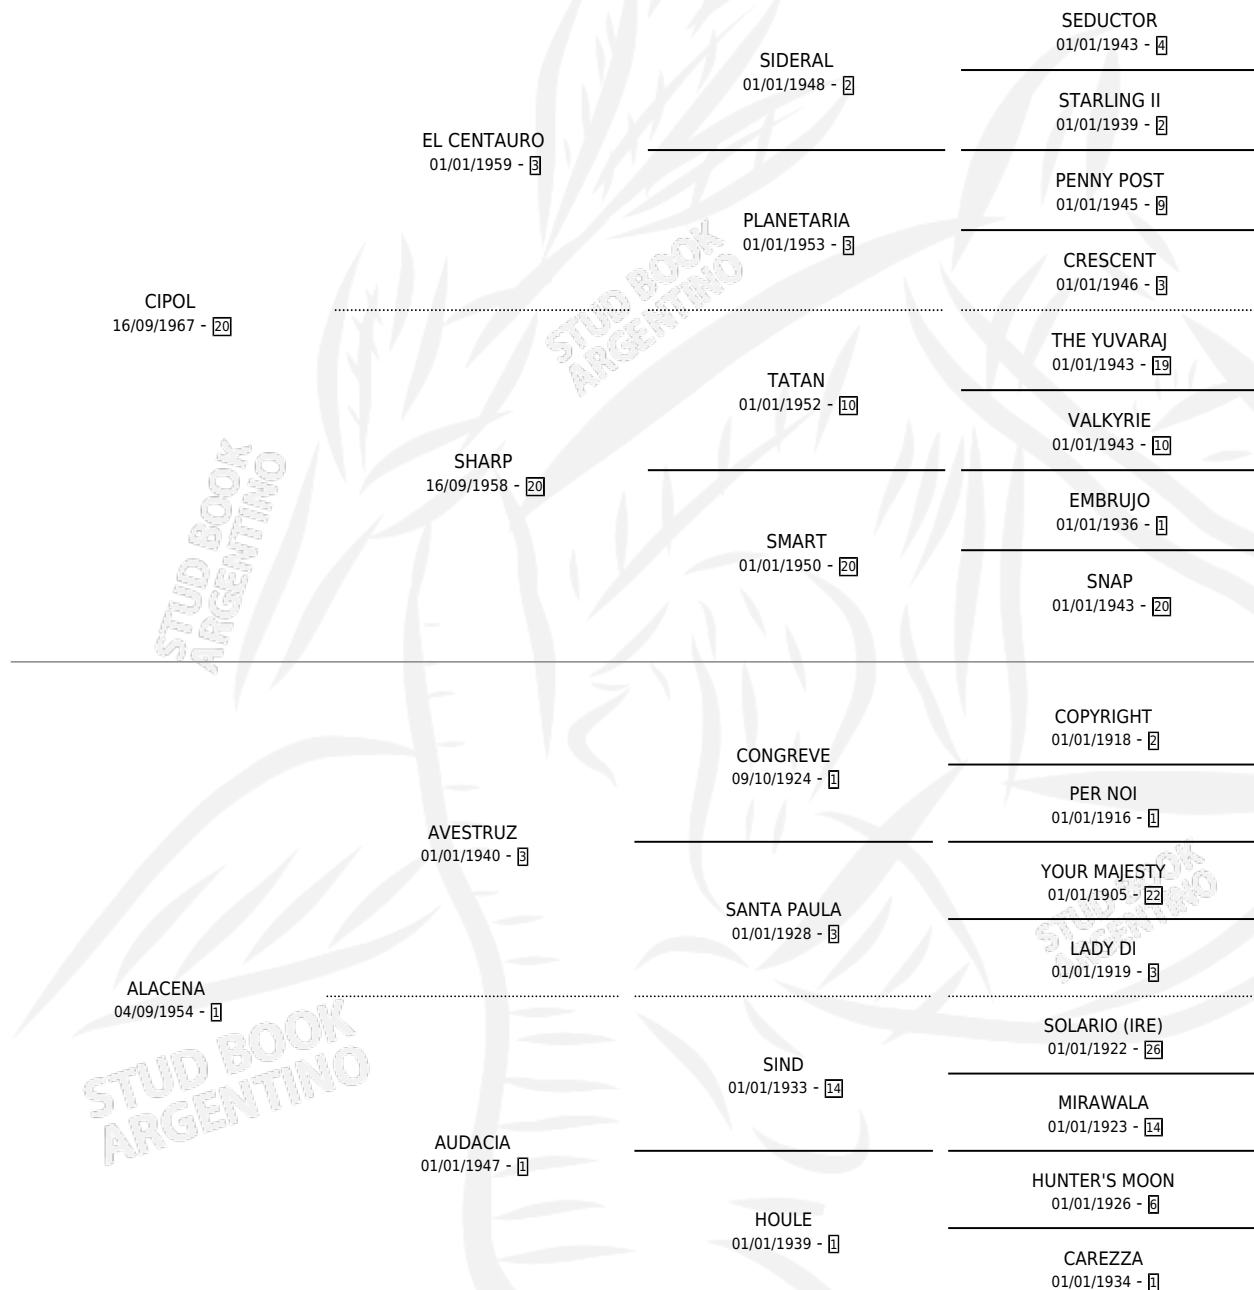 SEDUCTOR
01/01/1943 - 4
SIDERAL
01/01/1948 - 2
STARLING II
01/01/1939 - 2
EL CENTAURO
01/01/1959 - 3
PENNY POST
01/01/1945 - 9
PLANETARIA
01/01/1953 - 3
CRESCENT
01/01/1946 - 3
CIPOL
16/09/1967 - 20
THE YUVARAJ
01/01/1943 - 19
TATAN
01/01/1952 - 10
VALKYRIE
01/01/1943 - 10
SHARP
16/09/1958 - 20
EMBRUJO
01/01/1936 - 1
SMART
01/01/1950 - 20
SNAP
01/01/1943 - 20
COPYRIGHT
01/01/1918 - 2
CONGREVE
09/10/1924 - 1
PER NOI
01/01/1916 - 1
AVESTRUZ
01/01/1940 - 3
YOUR MAJESTY
01/01/1905 - 22
SANTA PAULA
01/01/1928 - 3
LADY DI
01/01/1919 - 3
ALACENA
04/09/1954 - 1
SOLARIO (IRE)
01/01/1922 - 26
SIND
01/01/1933 - 14
MIRAWALA
01/01/1923 - 14
AUDACIA
01/01/1947 - 1
HUNTER'S MOON
01/01/1926 - 6
HOULE
01/01/1939 - 1
CAREZZA
01/01/1934 - 1
STUD BOOK
ARGENTINO
STUD BOOK
ARGENTINO
STUD BOOK
ARGENTINO
STUD BOOK
ARGENTINO